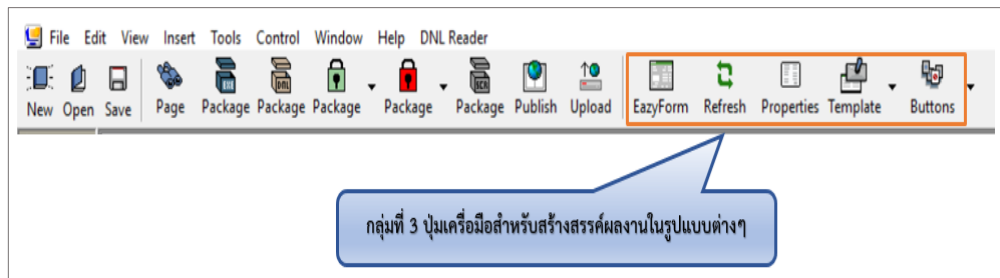 File Edit View Insert Tools Control Window Help DNL Reader
New Open Save Page Package Package Package Package Package Publish Upload EazyForm Refresh Properties Template Buttons
กลุ่มที่ 3 ปุ่มเครื่องมือสำหรับสร้างสรรค์ผลงานในรูปแบบต่างๆ